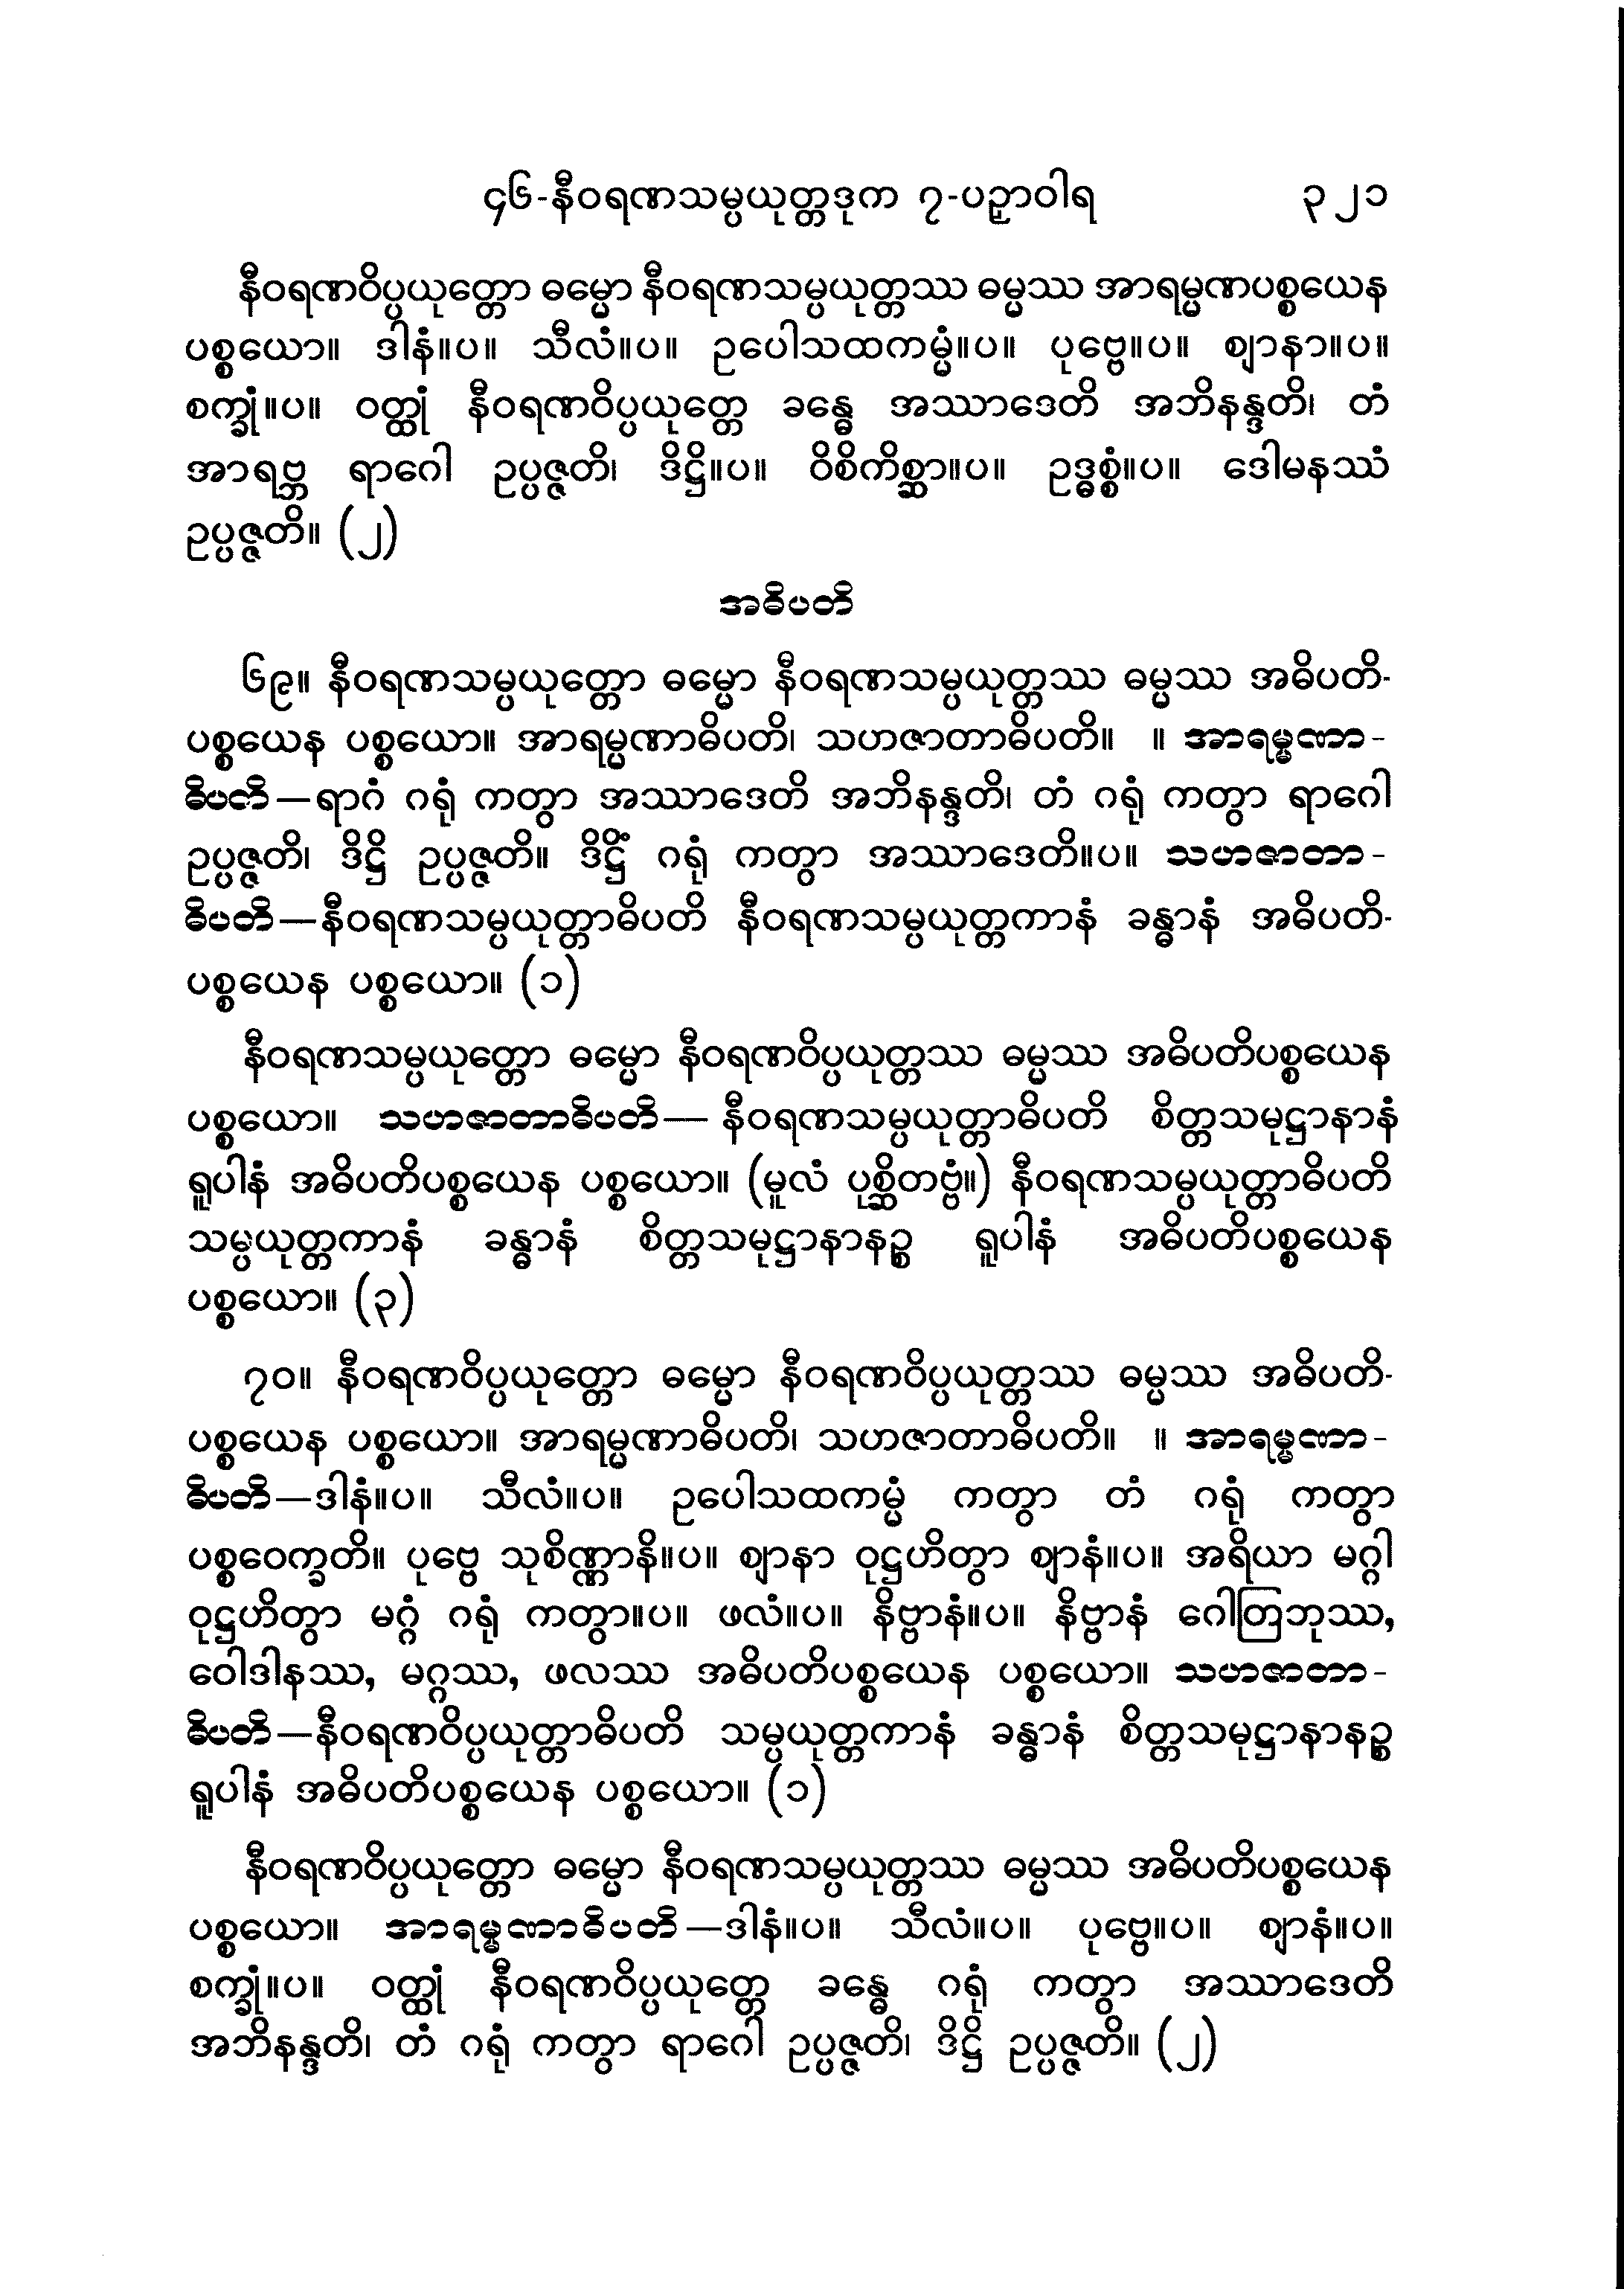 ၄၆-နီဝရဏသမ္ပယုတ္တဒုက ၇-ပဉှာဝါရ ၃၂၁
နီဝရဏဝိပ္ပယုတ္တော ဓမ္မော နီဝရဏသမ္ပယုတ္တဿ ဓမ္မဿ အာရမ္မဏပစ္စယေန
ပစ္စယော။ ဒါနံ။ပ။ သီလံ။ပ။ ဥပေါသထကမ္မံ။ပ။ ပုဗ္ဗေ။ပ။ ဈာနာ။ပ။
စက္ခုံ။ပ။ ဝတ္ထုံ နီဝရဏဝိပ္ပယုတ္တေ ခန္ဓေ အဿာဒေတိ အဘိနန္ဒတိ၊ တံ
အာရဗ္ဘ ရာဂေါ ဥပ္ပဇ္ဇတိ၊ ဒိဋ္ဌိ။ပ။ ဝိစိကိစ္ဆာ။ပ။ ဥဒ္ဓစ္စံ။ပ။ ဒေါမနဿံ
ဥပ္ပဇ္ဇတိ။ (၂)
အဓိပတိ
၆၉။ နီဝရဏသမ္ပယုတ္တော ဓမ္မော နီဝရဏသမ္ပယုတ္တဿ ဓမ္မဿ အဓိပတိ-
ပစ္စယေန ပစ္စယော။ အာရမ္မဏာဓိပတိ၊ သဟဇာတာဓိပတိ။ ။ အာရမ္မဏာ-
ဓိပတိ—ရာဂံ ဂရုံ ကတွာ အဿာဒေတိ အဘိနန္ဒတိ၊ တံ ဂရုံ ကတွာ ရာဂေါ
ဥပ္ပဇ္ဇတိ၊ ဒိဋ္ဌိ ဥပ္ပဇ္ဇတိ။ ဒိဋ္ဌိံ ဂရုံ ကတွာ အဿာဒေတိ။ပ။ သဟဇာတာ-
ဓိပတိ—နီဝရဏသမ္ပယုတ္တာဓိပတိ နီဝရဏသမ္ပယုတ္တကာနံ ခန္ဓာနံ အဓိပတိ-
ပစ္စယေန ပစ္စယော။ (၁)
နီဝရဏသမ္ပယုတ္တော ဓမ္မော နီဝရဏဝိပ္ပယုတ္တဿ ဓမ္မဿ အဓိပတိပစ္စယေန
ပစ္စယော။ သဟဇာတာဓိပတိ— နီဝရဏသမ္ပယုတ္တာဓိပတိ စိတ္တသမုဋ္ဌာနာနံ
ရူပါနံ အဓိပတိပစ္စယေန ပစ္စယော။ (မူလံ ပုစ္ဆိတဗ္ဗံ။) နီဝရဏသမ္ပယုတ္တာဓိပတိ
သမ္ပယုတ္တကာနံ ခန္ဓာနံ စိတ္တသမုဋ္ဌာနာနဉ္စ ရူပါနံ အဓိပတိပစ္စယေန
ပစ္စယော။ (၃)
၇၀။ နီဝရဏဝိပ္ပယုတ္တော ဓမ္မော နီဝရဏဝိပ္ပယုတ္တဿ ဓမ္မဿ အဓိပတိ-
ပစ္စယေန ပစ္စယော။ အာရမ္မဏာဓိပတိ၊ သဟဇာတာဓိပတိ။ ။ အာရမ္မဏာ-
ဓိပတိ—ဒါနံ။ပ။ သီလံ။ပ။ ဥပေါသထကမ္မံ ကတွာ တံ ဂရုံ ကတွာ
ပစ္စဝေက္ခတိ။ ပုဗ္ဗေ သုစိဏ္ဏာနိ။ပ။ ဈာနာ ဝုဋ္ဌဟိတွာ ဈာနံ။ပ။ အရိယာ မဂ္ဂါ
ဝုဋ္ဌဟိတွာ မဂ္ဂံ ဂရုံ ကတွာ။ပ။ ဖလံ။ပ။ နိဗ္ဗာနံ။ပ။ နိဗ္ဗာနံ ဂေါတြဘုဿ,
ဝေါဒါနဿ, မဂ္ဂဿ, ဖလဿ အဓိပတိပစ္စယေန ပစ္စယော။ သဟဇာတာ-
ဓိပတိ—နီဝရဏဝိပ္ပယုတ္တာဓိပတိ သမ္ပယုတ္တကာနံ ခန္ဓာနံ စိတ္တသမုဋ္ဌာနာနဉ္စ
ရူပါနံ အဓိပတိပစ္စယေန ပစ္စယော။ (၁)
နီဝရဏဝိပ္ပယုတ္တော ဓမ္မော နီဝရဏသမ္ပယုတ္တဿ ဓမ္မဿ အဓိပတိပစ္စယေန
ပစ္စယော။ အာရမ္မဏာဓိပတိ—ဒါနံ။ပ။ သီလံ။ပ။ ပုဗ္ဗေ။ပ။ ဈာနံ။ပ။
စက္ခုံ။ပ။ ဝတ္ထုံ နီဝရဏဝိပ္ပယုတ္တေ ခန္ဓေ ဂရုံ ကတွာ အဿာဒေတိ
အဘိနန္ဒတိ၊ တံ ဂရုံ ကတွာ ရာဂေါ ဥပ္ပဇ္ဇတိ၊ ဒိဋ္ဌိ ဥပ္ပဇ္ဇတိ။ (၂)